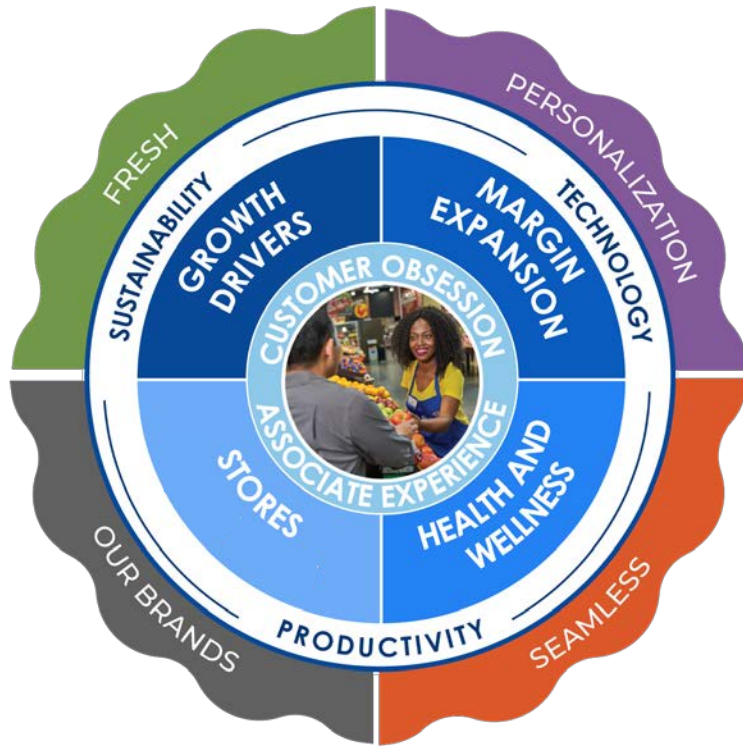 FRESH
PERSONALIZATION
SUSTAINABILITY
TECHNOLOGY
GROWTH
DRIVERS
MARGIN
EXPANSION
CUSTOMER OBSESSION
ASSOCIATE EXPERIENCE
STORES
HEALTH AND
WELLNESS
OUR BRANDS
PRODUCTIVITY
SEAMLESS